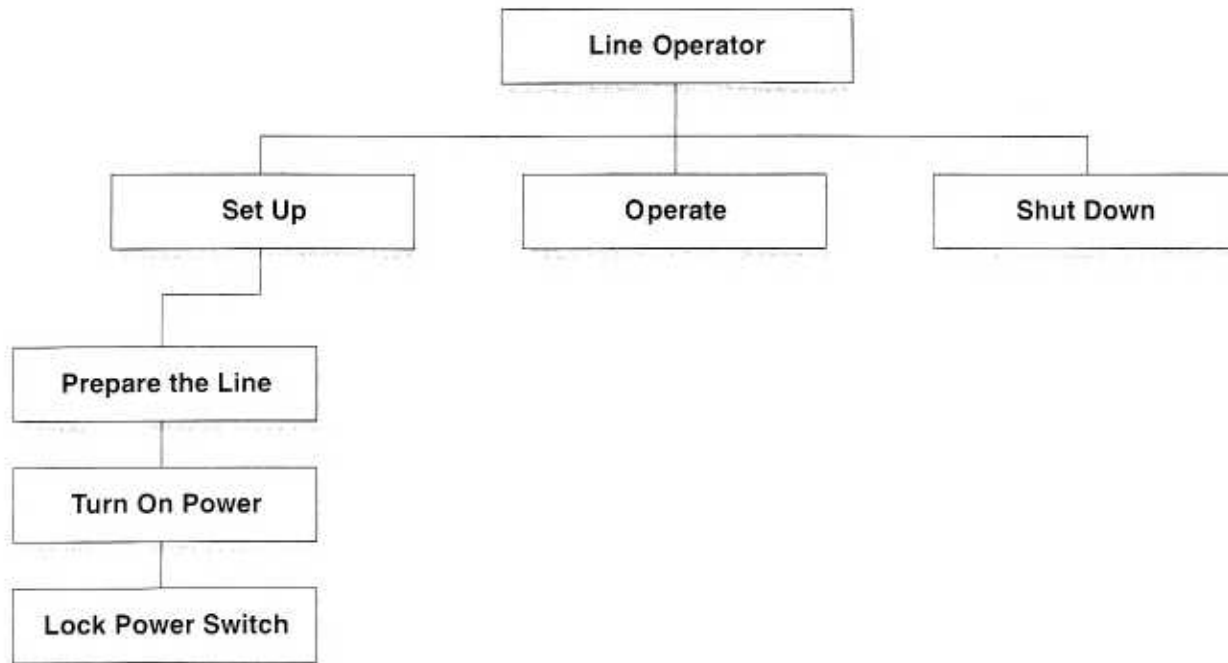 Line Operator
Set Up
Operate
Shut Down
Prepare the Line
Turn On Power
Lock Power Switch